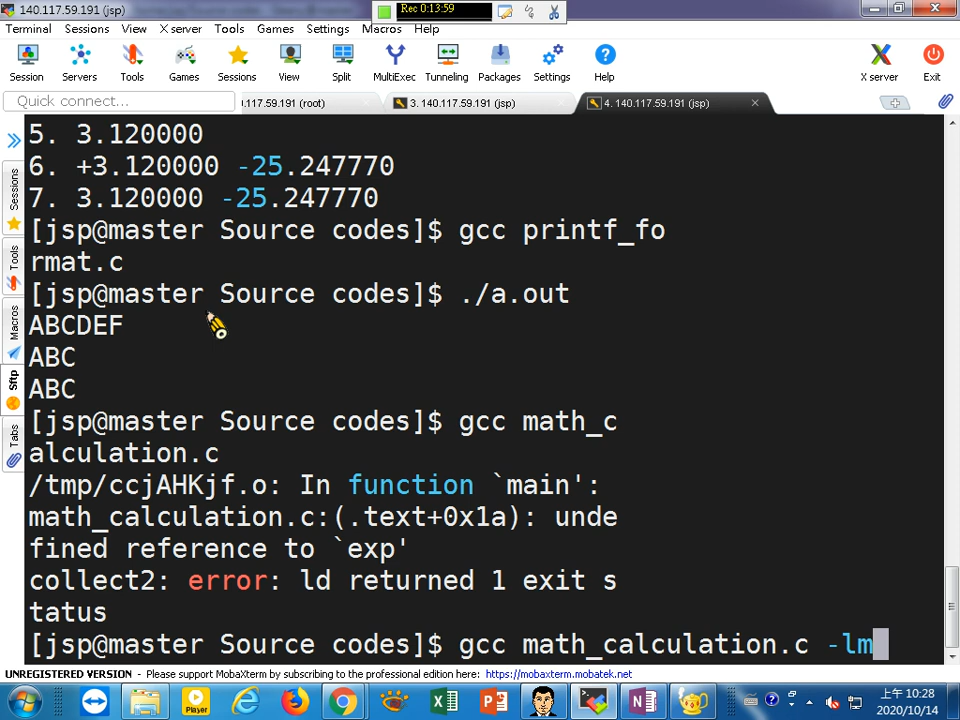 140.117.59.191 (jsp)
Rec 0:13:59
Terminal Sessions View X server Tools Games Settings Macros Help
Session Servers Tools Games Sessions View Split MultiExec Tunneling Packages Settings Help X server Exit
Quick connect...
.117.59.191 (root)
3. 140.117.59.191 (jsp)
4. 140.117.59.191 (jsp)
Sessions
Tools
Macros
Sftp
Tabs
5. 3.120000
6. +3.120000 -25.247770
7. 3.120000 -25.247770
[jsp@master Source codes]$ gcc printf_fo
rmat.c
[jsp@master Source codes]$ ./a.out
ABCDEF
ABC
ABC
[jsp@master Source codes]$ gcc math_c
alculation.c
/tmp/ccjAHKjf.o: In function `main':
math_calculation.c:(.text+0x1a): unde
fined reference to `exp'
collect2: error: ld returned 1 exit s
tatus
[jsp@master Source codes]$ gcc math_calculation.c -lm
UNREGISTERED VERSION - Please support MobaXterm by subscribing to the professional edition here: https://mobaxterm.mobatek.net
Player
上午 10:28
2020/10/14